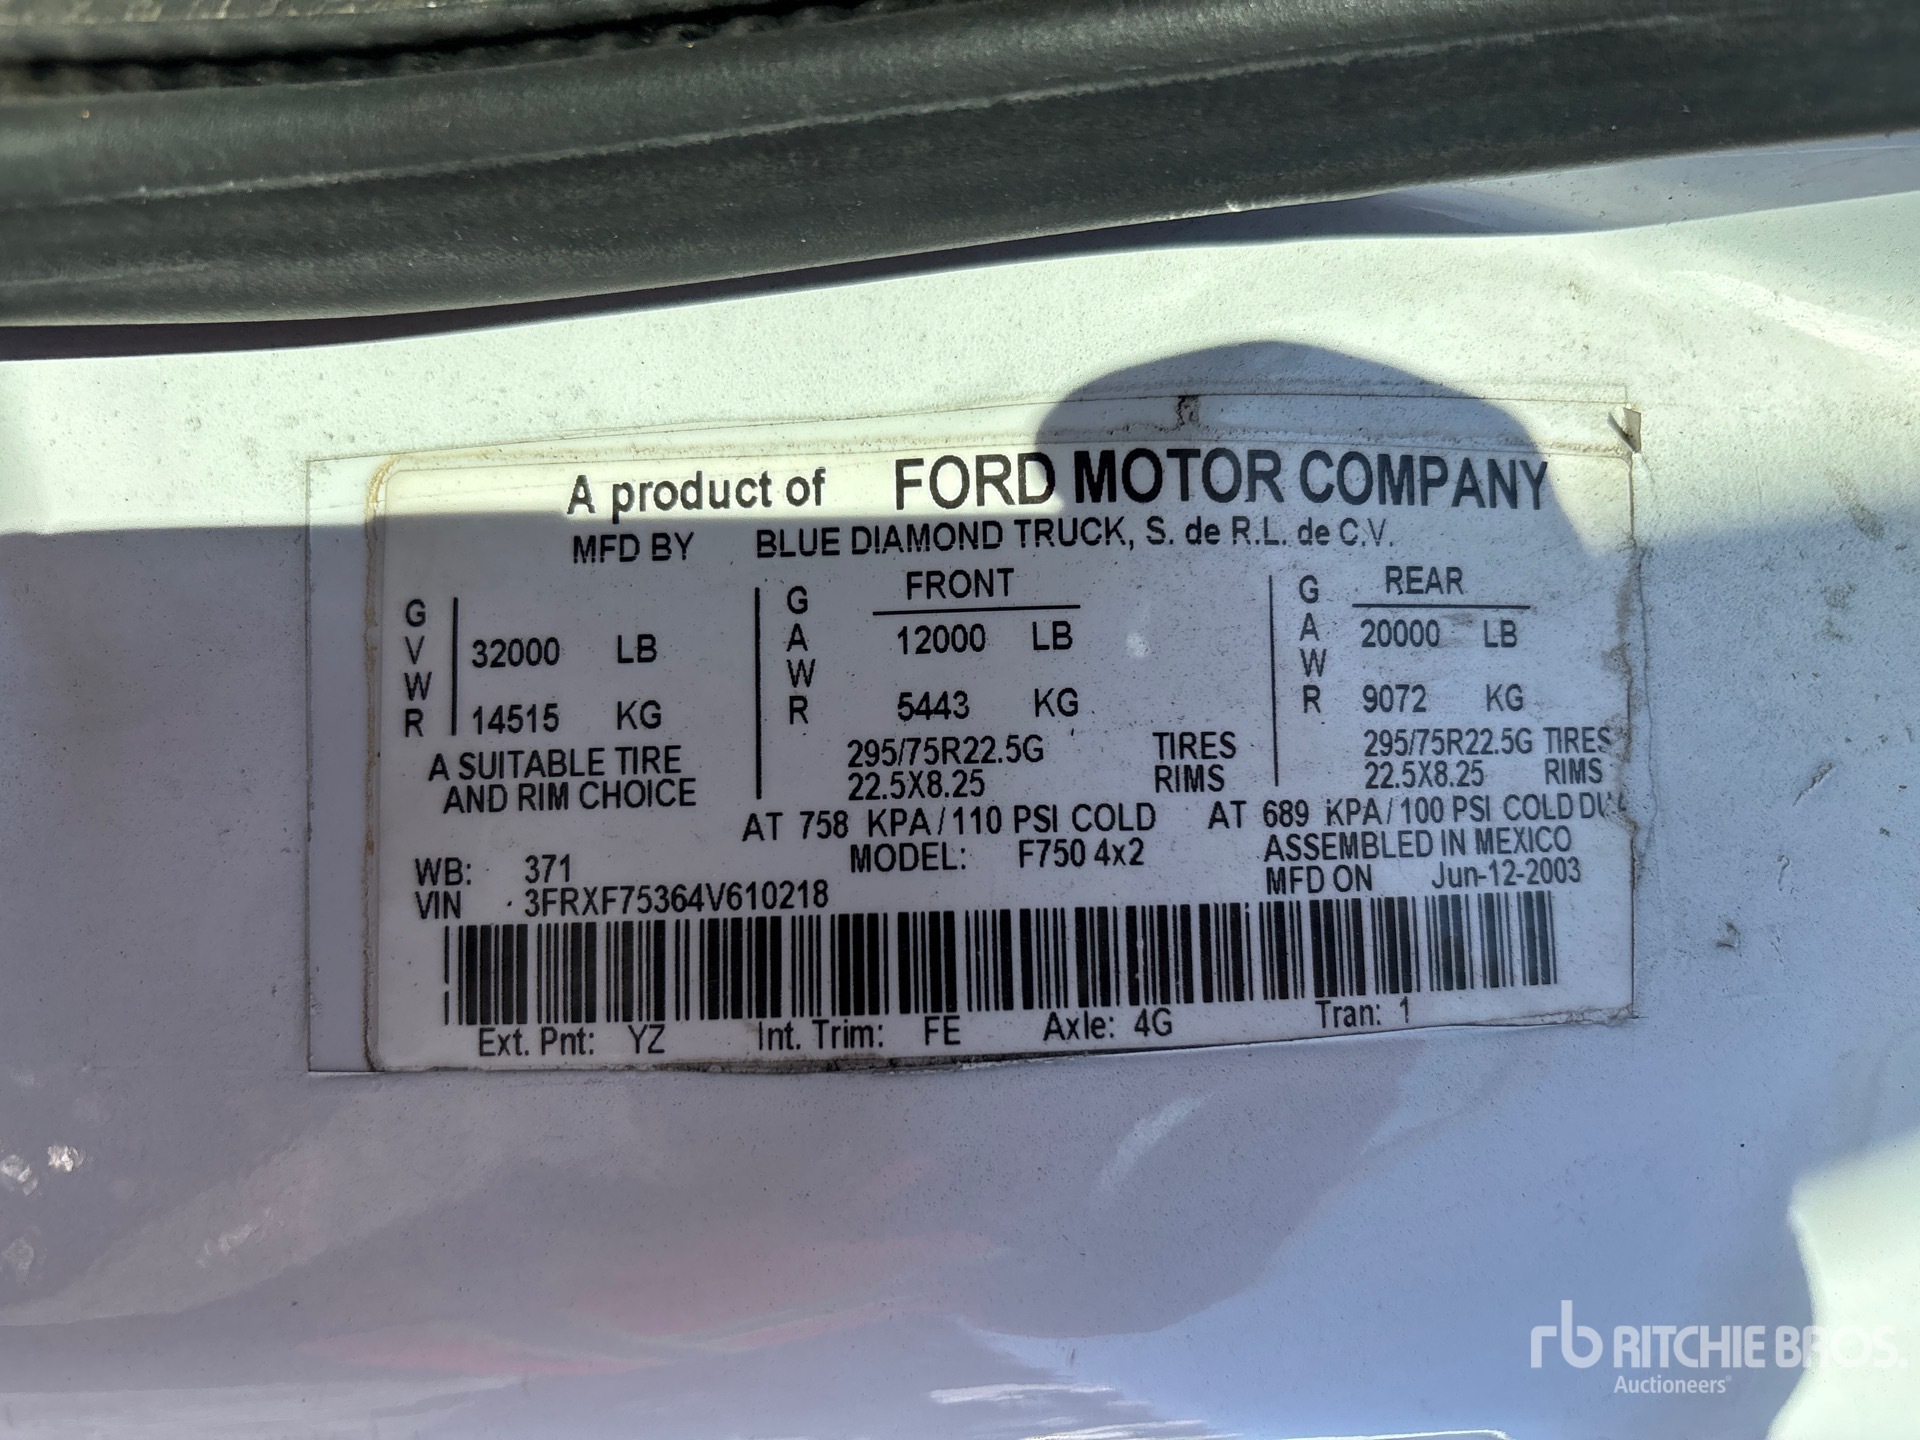 A product of FORD MOTOR COMPANY
MFD BY BLUE DIAMOND TRUCK, S. de R.L. de C.V.
GVWR 32000 LB
14515 KG
A SUITABLE TIRE
AND RIM CHOICE
GAWR FRONT
12000 LB
5443 KG
295/75R22.5G TIRES
22.5X8.25 RIMS
AT 758 KPA/110 PSI COLD
GAWR REAR
20000 LB
9072 KG
295/75R22.5G TIRES
22.5X8.25 RIMS
AT 689 KPA/100 PSI COLD
WB: 371 MODEL: F750 4x2 ASSEMBLED IN MEXICO
VIN 3FRXF75364V610218 MFD ON Jun-12-2003
Ext. Pnt: YZ Int. Trim: FE Axle: 4G Tran: 1
rb RITCHIE BROS.
Auctioneers